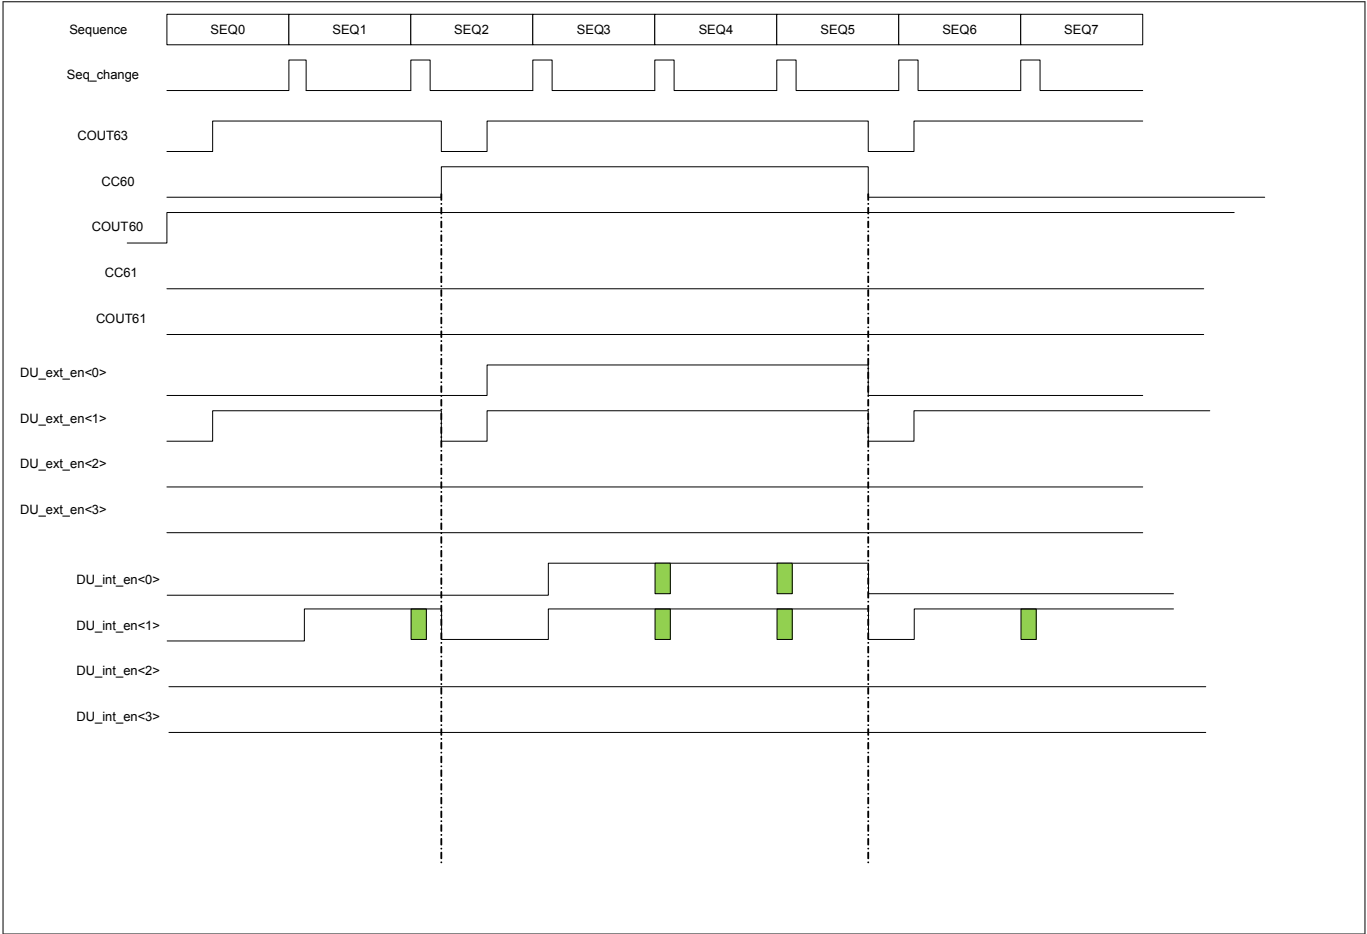 Sequence SEQ0 SEQ1 SEQ2 SEQ3 SEQ4 SEQ5 SEQ6 SEQ7
Seq_change
COUT63
CC60
COUT60
CC61
COUT61
DU_ext_en<0>
DU_ext_en<1>
DU_ext_en<2>
DU_ext_en<3>
DU_int_en<0>
DU_int_en<1>
DU_int_en<2>
DU_int_en<3>